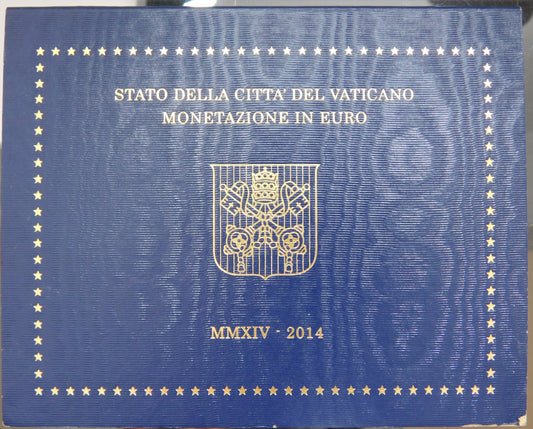 STATO DELLA CITTA' DEL VATICANO
MONETAZIONE IN EURO
MMXIV - 2014